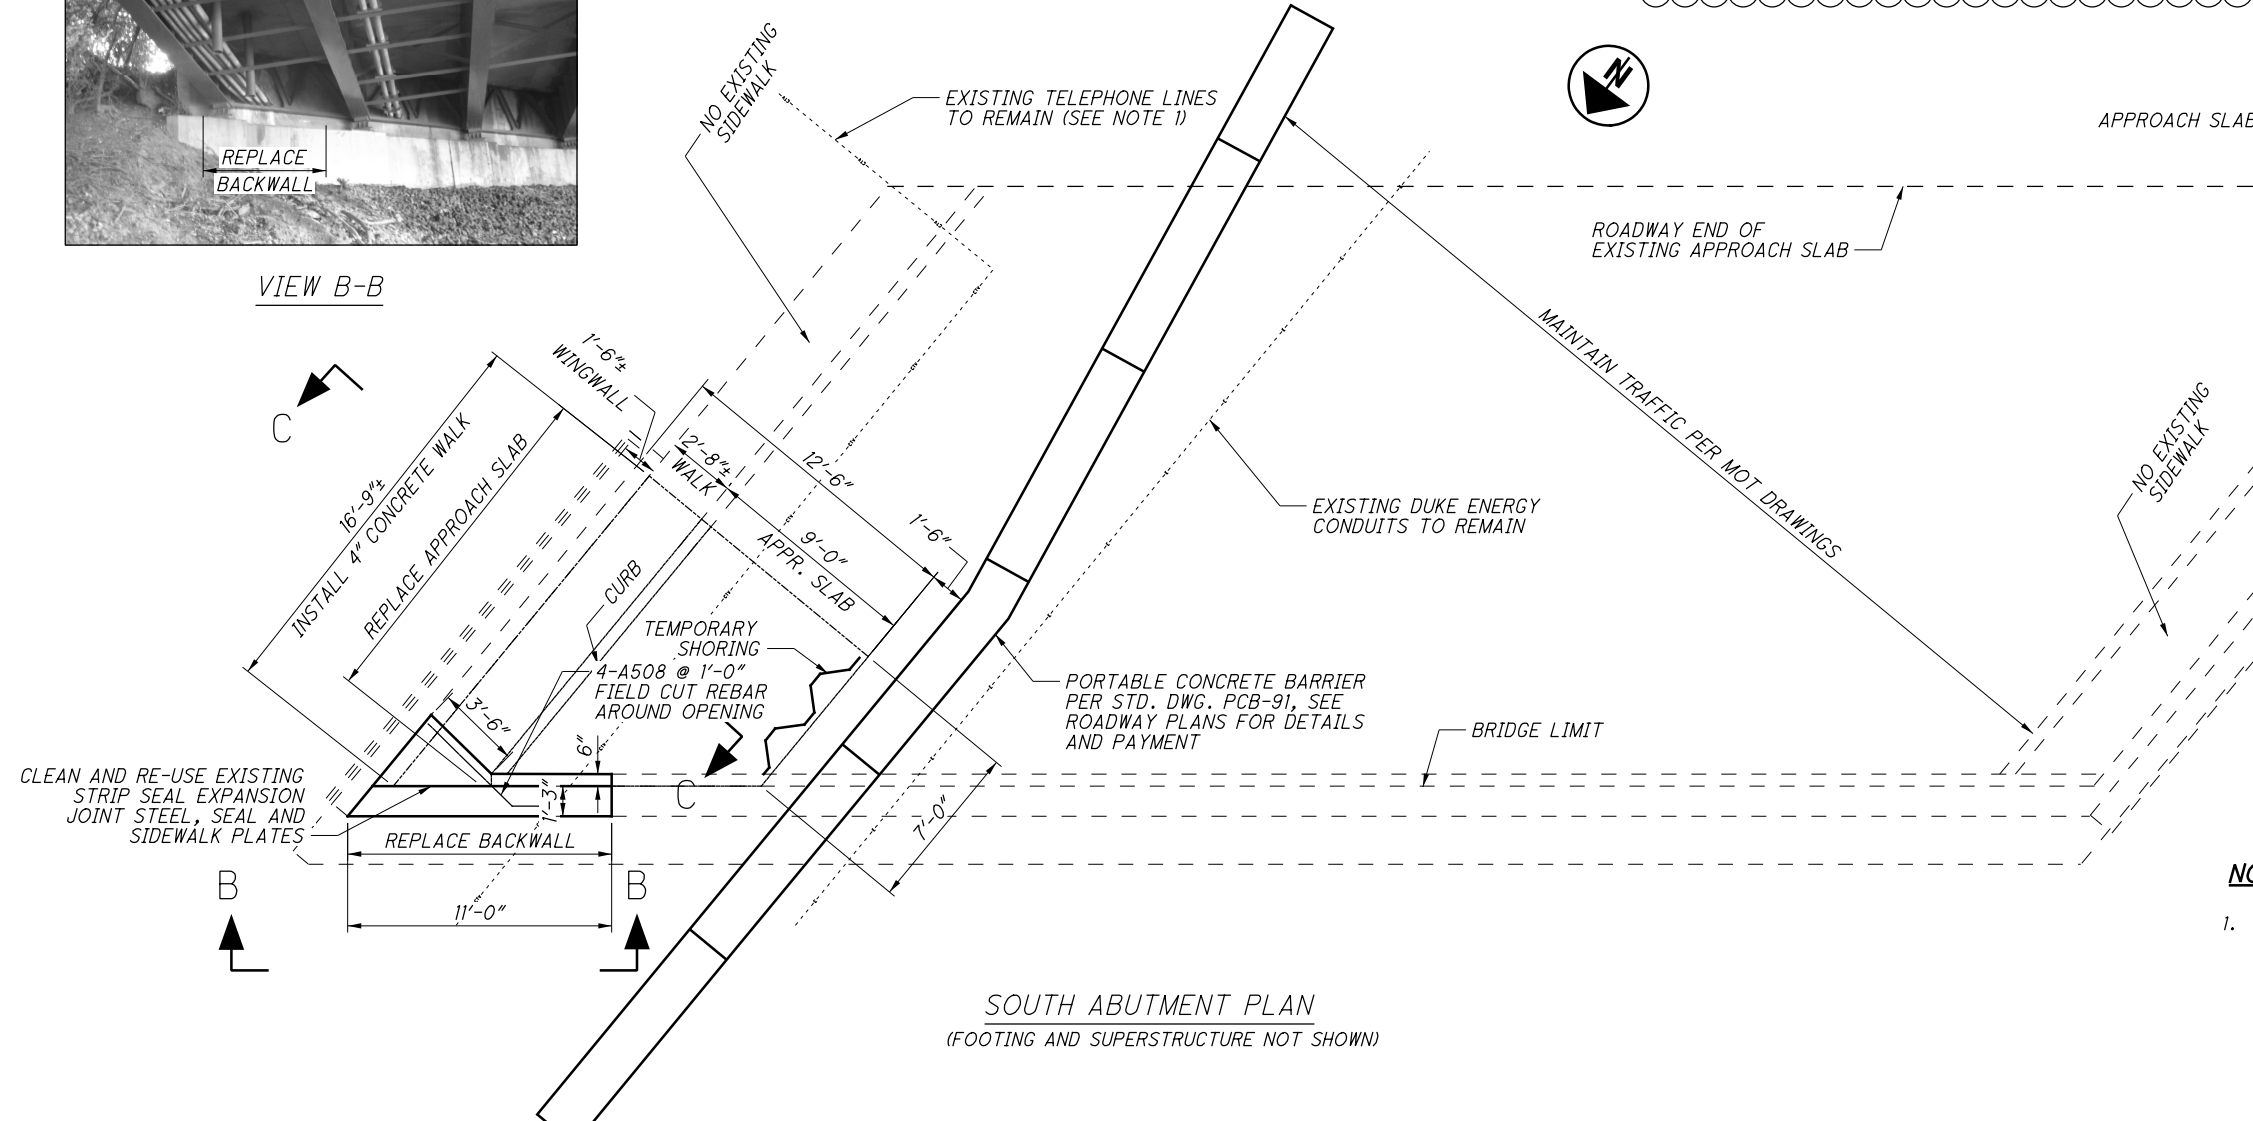 REPLACE
BACKWALL
VIEW B-B
NO EXISTING
SIDEWALK
EXISTING TELEPHONE LINES
TO REMAIN (SEE NOTE 1)
N
APPROACH SLAB
ROADWAY END OF
EXISTING APPROACH SLAB
MAINTAIN TRAFFIC PER MOT DRAWINGS
NO EXISTING
SIDEWALK
C
16'-9"±
INSTALL 4" CONCRETE WALK
REPLACE APPROACH SLAB
1'-6"±
WINGWALL
2'-8"±
WALK
12'-6"
9'-0"
APPR. SLAB
1'-6"
CURB
TEMPORARY
SHORING
4-A508 @ 1'-0"
FIELD CUT REBAR
AROUND OPENING
3'-6"
6"
1'-3"
C
EXISTING DUKE ENERGY
CONDUITS TO REMAIN
PORTABLE CONCRETE BARRIER
PER STD. DWG. PCB-91, SEE
ROADWAY PLANS FOR DETAILS
AND PAYMENT
BRIDGE LIMIT
CLEAN AND RE-USE EXISTING
STRIP SEAL EXPANSION
JOINT STEEL, SEAL AND
SIDEWALK PLATES
REPLACE BACKWALL
7'-0"
B
B
11'-0"
NO
1.
SOUTH ABUTMENT PLAN
(FOOTING AND SUPERSTRUCTURE NOT SHOWN)